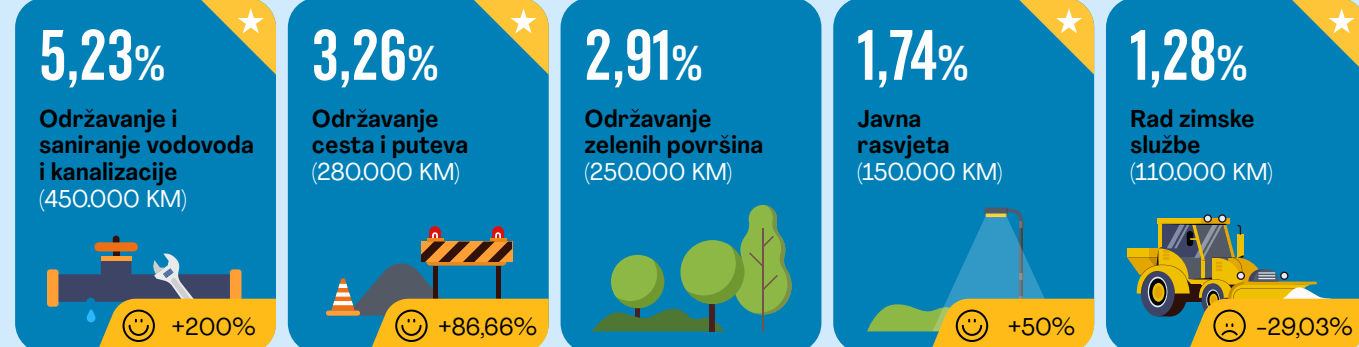 5,23%
Održavanje i
saniranje vodovoda
i kanalizacije
(450.000 KM)
+200%
3,26%
Održavanje
cesta i puteva
(280.000 KM)
+86,66%
2,91%
Održavanje
zelenih površina
(250.000 KM)
1,74%
Javna
rasvjeta
(150.000 KM)
+50%
1,28%
Rad zimske
službe
(110.000 KM)
-29,03%